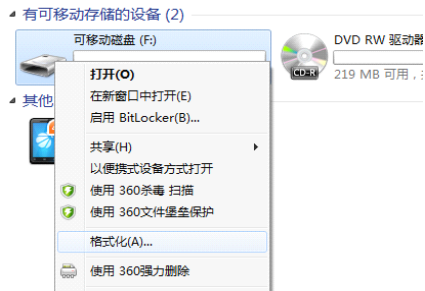 有可移动存储的设备 (2)
可移动磁盘 (F:)
DVD RW 驱动器
CD-R
219 MB 可用，
其他
打开(O)
在新窗口中打开(E)
启用 BitLocker(B)...
共享(H)
以便携式设备方式打开
使用 360杀毒 扫描
使用 360文件堡垒保护
格式化(A)...
使用 360强力删除